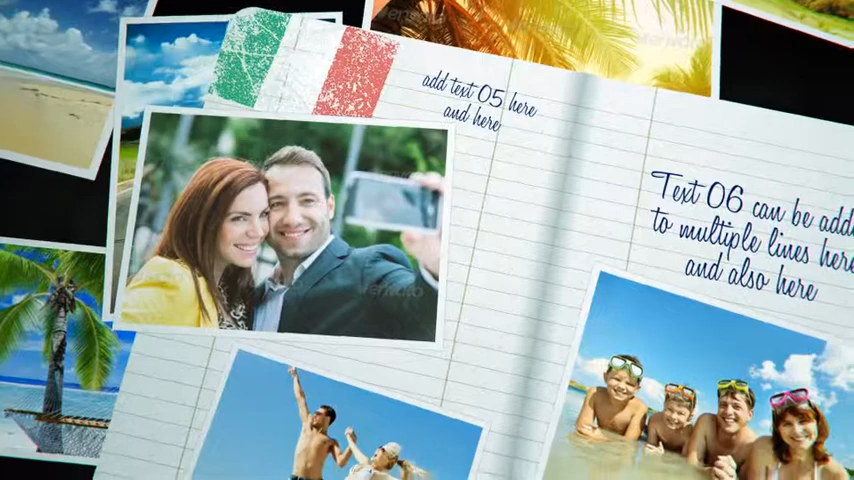 add text 05 here
and here
Text 06 can be add
to multiple lines here
and also here